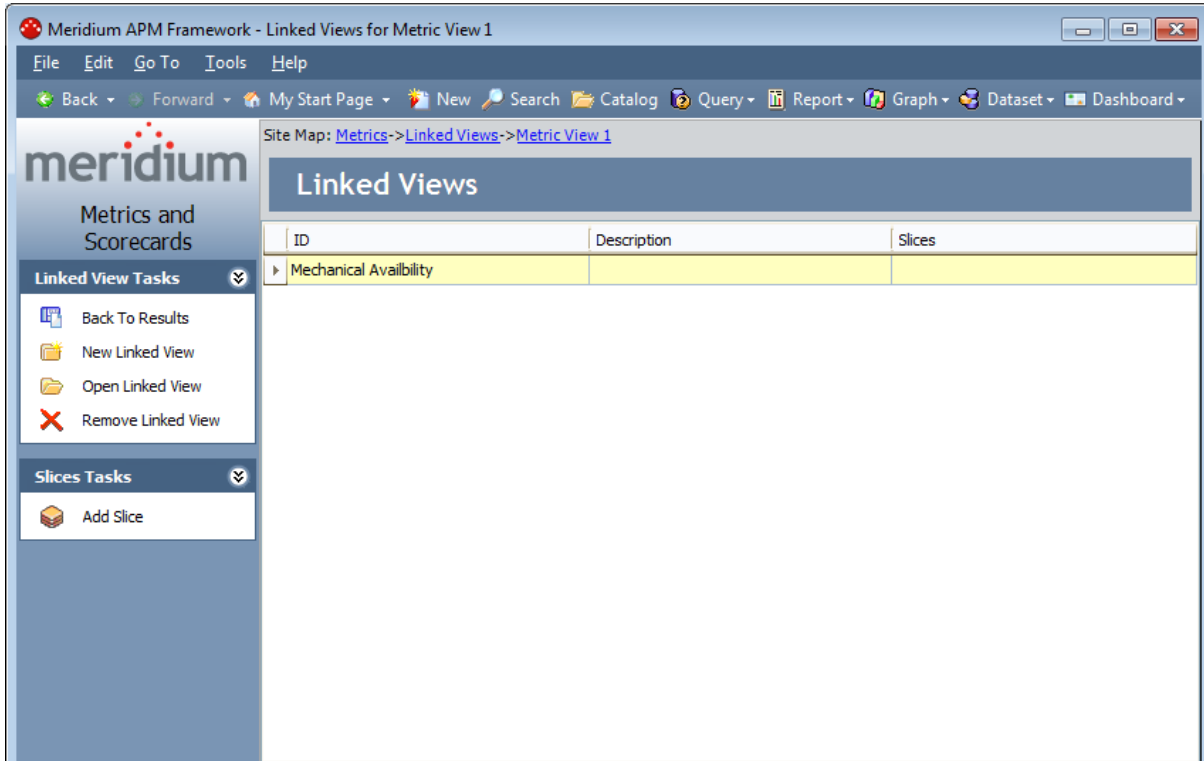 Meridium APM Framework - Linked Views for Metric View 1
File Edit Go To Tools Help
Back Forward My Start Page New Search Catalog Query Report Graph Dataset Dashboard
meridium
Metrics and
Scorecards
Linked View Tasks
Back To Results
New Linked View
Open Linked View
Remove Linked View
Slices Tasks
Add Slice
Site Map: Metrics->Linked Views->Metric View 1
Linked Views
ID Description Slices
Mechanical Availbility